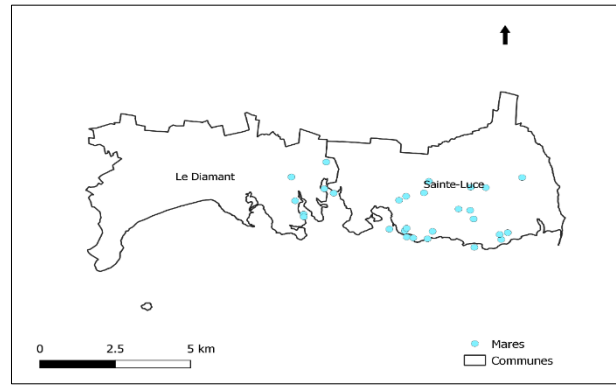 Le Diamant
Sainte-Luce
0 2.5 5 km
Mares
Communes